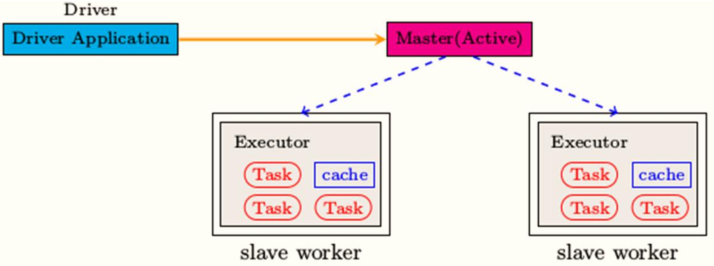 Driver
Driver Application
Master(Active)
Executor
Task
cache
Task
Task
slave worker
Executor
Task
cache
Task
Task
slave worker